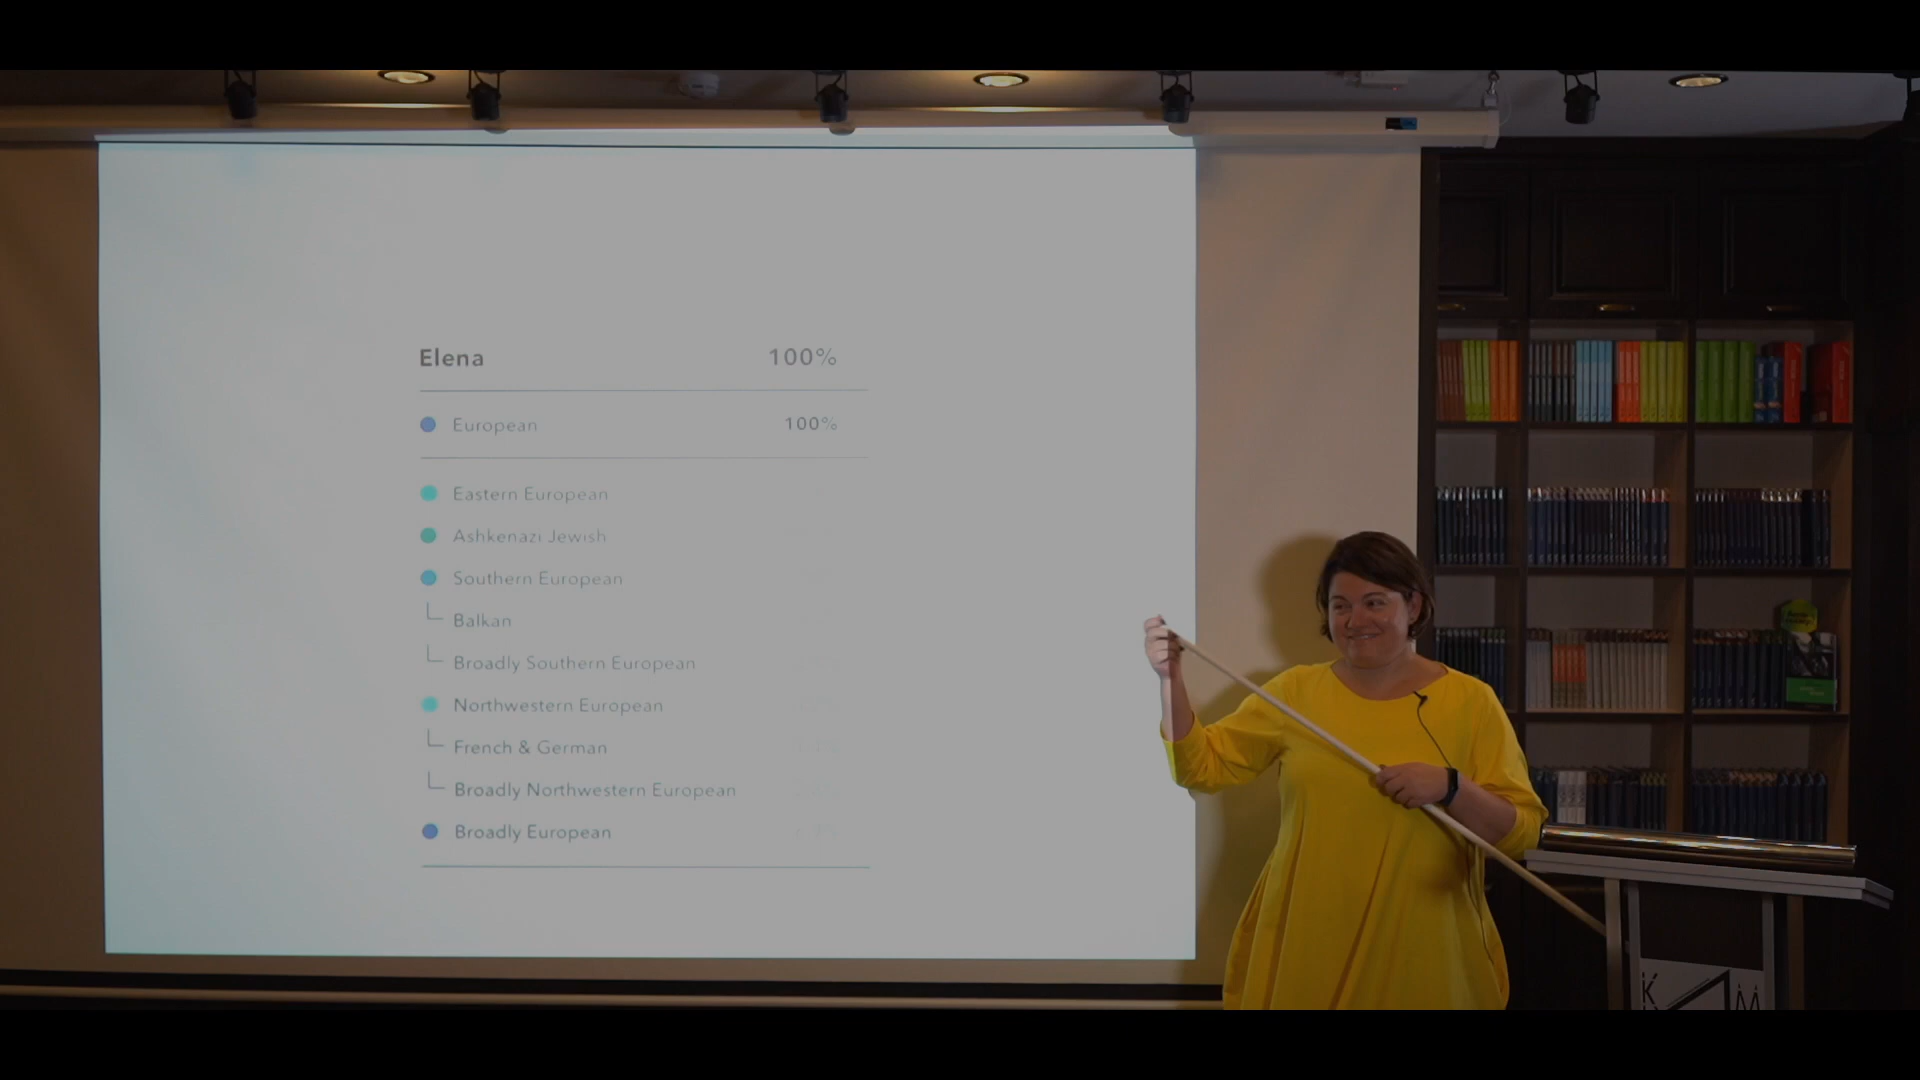 Elena 100%
European 100%
Eastern European
Ashkenazi Jewish
Southern European
Balkan
Broadly Southern European
Northwestern European
French & German
Broadly Northwestern European
Broadly European
K M